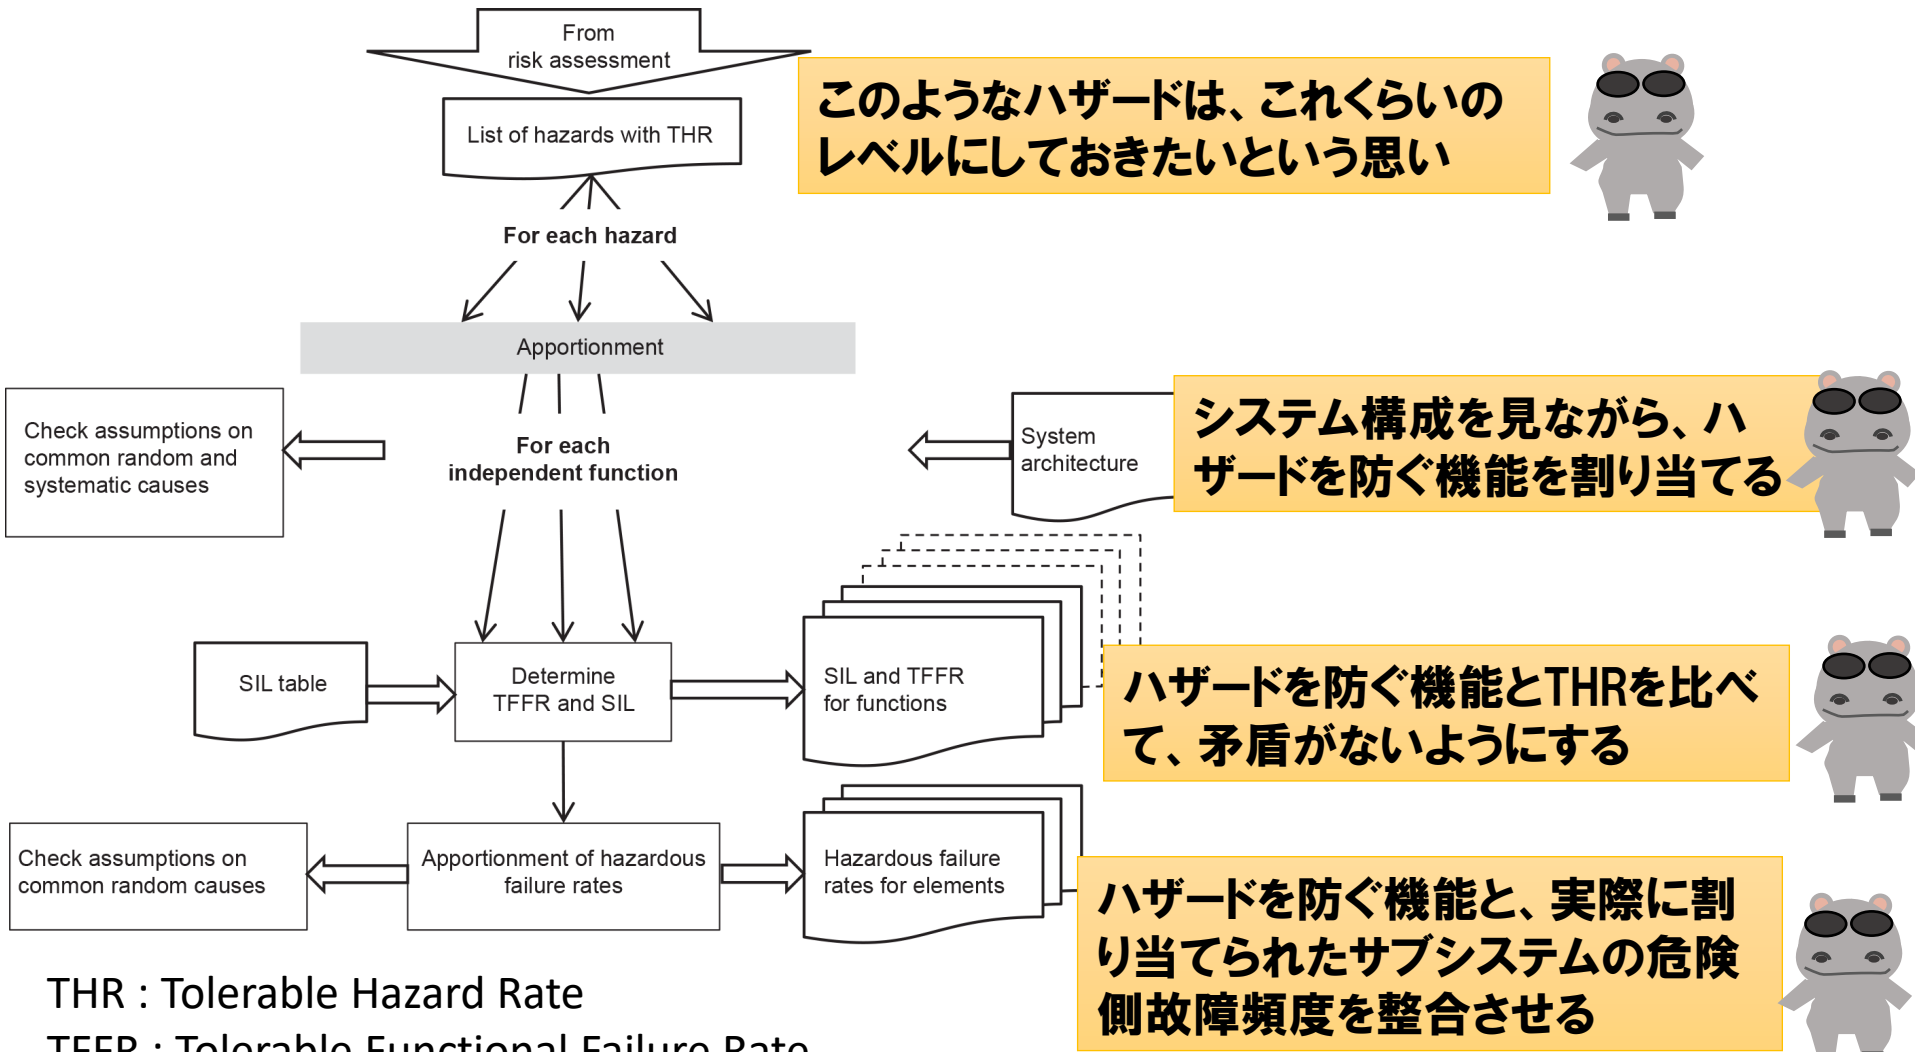 From
risk assessment
このようなハザードは、これくらいの
レベルにしておきたいという思い
List of hazards with THR
For each hazard
Apportionment
Check assumptions on
common random and
systematic causes
For each
independent function
System
architecture
システム構成を見ながら、ハ
ザードを防ぐ機能を割り当てる
SIL table
Determine
TFFR and SIL
SIL and TFFR
for functions
ハザードを防ぐ機能とTHRを比べ
て、矛盾がないようにする
Check assumptions on
common random causes
Apportionment of hazardous
failure rates
Hazardous failure
rates for elements
ハザードを防ぐ機能と、実際に割
り当てられたサブシステムの危険
側故障頻度を整合させる
THR : Tolerable Hazard Rate
TFFR : Tolerable Functional Failure Rate